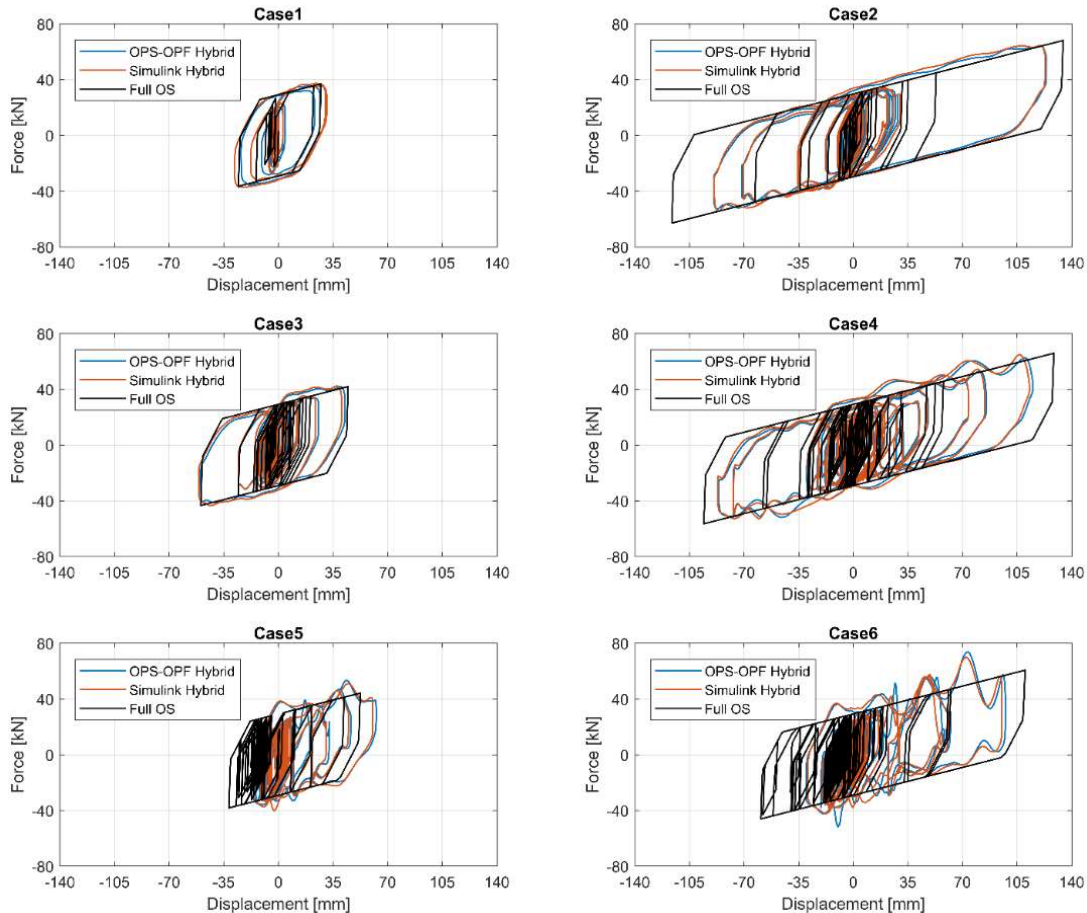 Case1
80
40
0
-40
-80
Force [kN]
OPS-OPF Hybrid
Simulink Hybrid
Full OS
-140 -105 -70 -35 0 35 70 105 140
Displacement [mm]
Case2
80
40
0
-40
-80
Force [kN]
OPS-OPF Hybrid
Simulink Hybrid
Full OS
-140 -105 -70 -35 0 35 70 105 140
Displacement [mm]
Case3
80
40
0
-40
-80
Force [kN]
OPS-OPF Hybrid
Simulink Hybrid
Full OS
-140 -105 -70 -35 0 35 70 105 140
Displacement [mm]
Case4
80
40
0
-40
-80
Force [kN]
OPS-OPF Hybrid
Simulink Hybrid
Full OS
-140 -105 -70 -35 0 35 70 105 140
Displacement [mm]
Case5
80
40
0
-40
-80
Force [kN]
OPS-OPF Hybrid
Simulink Hybrid
Full OS
-140 -105 -70 -35 0 35 70 105 140
Displacement [mm]
Case6
80
40
0
-40
-80
Force [kN]
OPS-OPF Hybrid
Simulink Hybrid
Full OS
-140 -105 -70 -35 0 35 70 105 140
Displacement [mm]